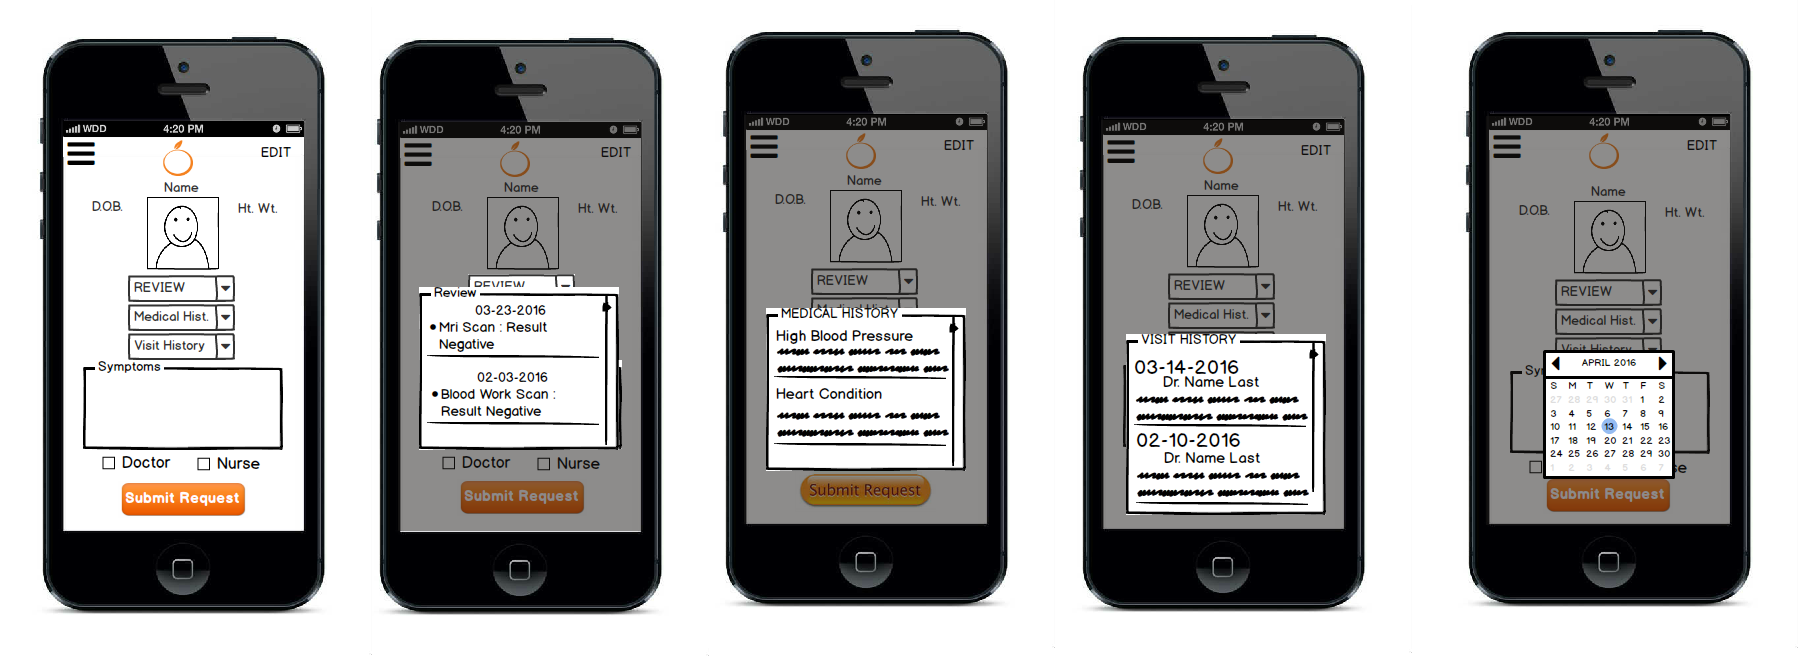 WDD 4:20 PM
EDIT
Name
D.O.B.
Ht. Wt.
REVIEW
Medical Hist.
Visit History
Symptoms
Doctor Nurse
Submit Request
WDD 4:20 PM
EDIT
Name
D.O.B.
Ht. Wt.
REVIEW
Review
03-23-2016
Mri Scan : Result
Negative
02-03-2016
Blood Work Scan :
Result Negative
Doctor Nurse
Submit Request
WDD 4:20 PM
EDIT
Name
D.O.B.
Ht. Wt.
REVIEW
Medical Hist.
MEDICAL HISTORY
High Blood Pressure
Heart Condition
Submit Request
WDD 4:20 PM
EDIT
Name
D.O.B.
Ht. Wt.
REVIEW
Medical Hist.
VISIT HISTORY
03-14-2016
Dr. Name Last
02-10-2016
Dr. Name Last
WDD 4:20 PM
EDIT
Name
D.O.B.
Ht. Wt.
REVIEW
Medical Hist.
Visit History
Sy
APRIL 2016
S M T W T F S
27 28 29 30 31 1 2
3 4 5 6 7 8 9
10 11 12 13 14 15 16
17 18 19 20 21 22 23
24 25 26 27 28 29 30
1 2 3 4 5 6 7
se
Submit Request